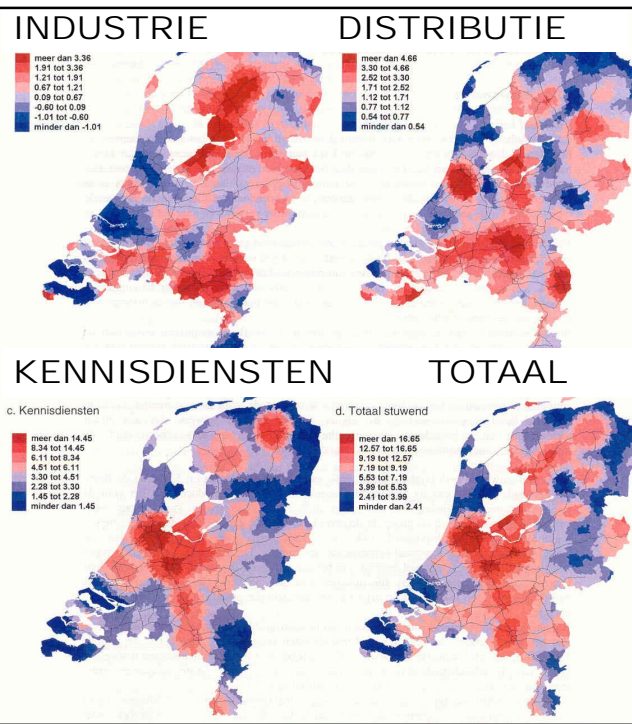 INDUSTRIE
meer dan 3.36
1.91 tot 3.36
1.21 tot 1.91
0.67 tot 1.21
0.09 tot 0.67
-0.60 tot 0.09
-1.01 tot -0.60
minder dan -1.01
DISTRIBUTIE
meer dan 4.66
3.30 tot 4.66
2.52 tot 3.30
1.71 tot 2.52
1.12 tot 1.71
0.77 tot 1.12
0.54 tot 0.77
minder dan 0.54
KENNISDIENSTEN
c. Kennisdiensten
meer dan 14.45
8.34 tot 14.45
6.11 tot 8.34
4.51 tot 6.11
3.30 tot 4.51
2.28 tot 3.30
1.45 tot 2.28
minder dan 1.45
TOTAAL
d. Totaal stuwend
meer dan 16.65
12.57 tot 16.65
9.19 tot 12.57
7.19 tot 9.19
5.53 tot 7.19
3.99 tot 5.53
2.41 tot 3.99
minder dan 2.41